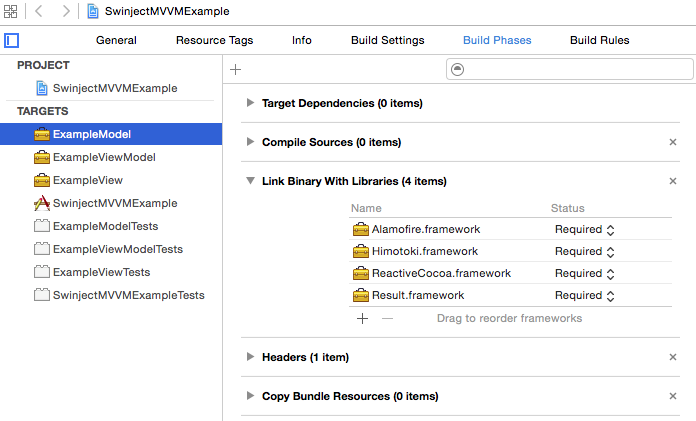 SwinjectMVVMExample
General Resource Tags Info Build Settings Build Phases Build Rules
PROJECT
SwinjectMVVMExample
TARGETS
ExampleModel
ExampleViewModel
ExampleView
SwinjectMVVMExample
ExampleModelTests
ExampleViewModelTests
ExampleViewTests
SwinjectMVVMExampleTests
Target Dependencies (0 items)
Compile Sources (0 items)
Link Binary With Libraries (4 items)
Name Status
Alamofire.framework Required
Himotoki.framework Required
ReactiveCocoa.framework Required
Result.framework Required
Drag to reorder frameworks
Headers (1 item)
Copy Bundle Resources (0 items)